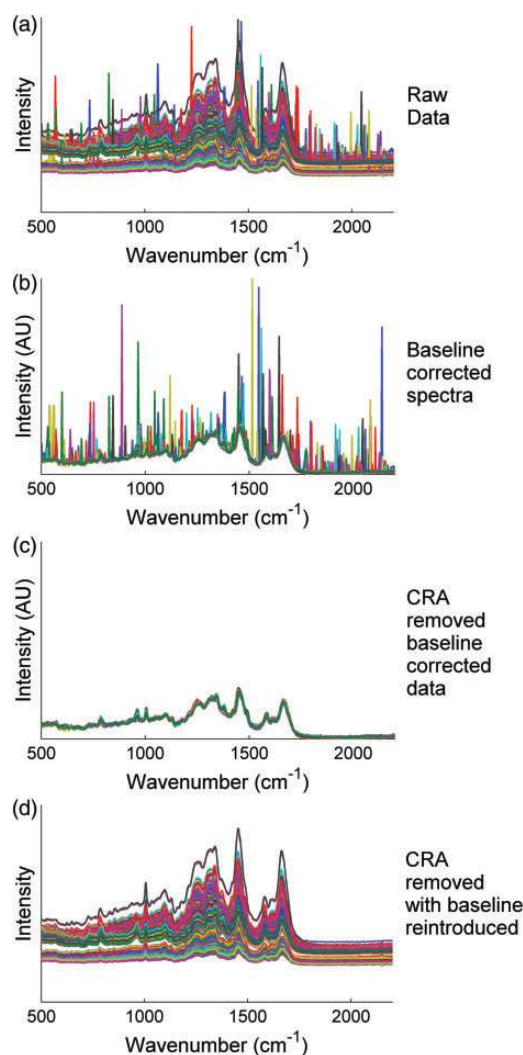 (a)
Intensity
Raw
Data
500 1000 1500 2000
Wavenumber (cm⁻¹)
(b)
Intensity (AU)
Baseline
corrected
spectra
500 1000 1500 2000
Wavenumber (cm⁻¹)
(c)
Intensity (AU)
CRA
removed
baseline
corrected
data
500 1000 1500 2000
Wavenumber (cm⁻¹)
(d)
Intensity
CRA
removed
with baseline
reintroduced
500 1000 1500 2000
Wavenumber (cm⁻¹)